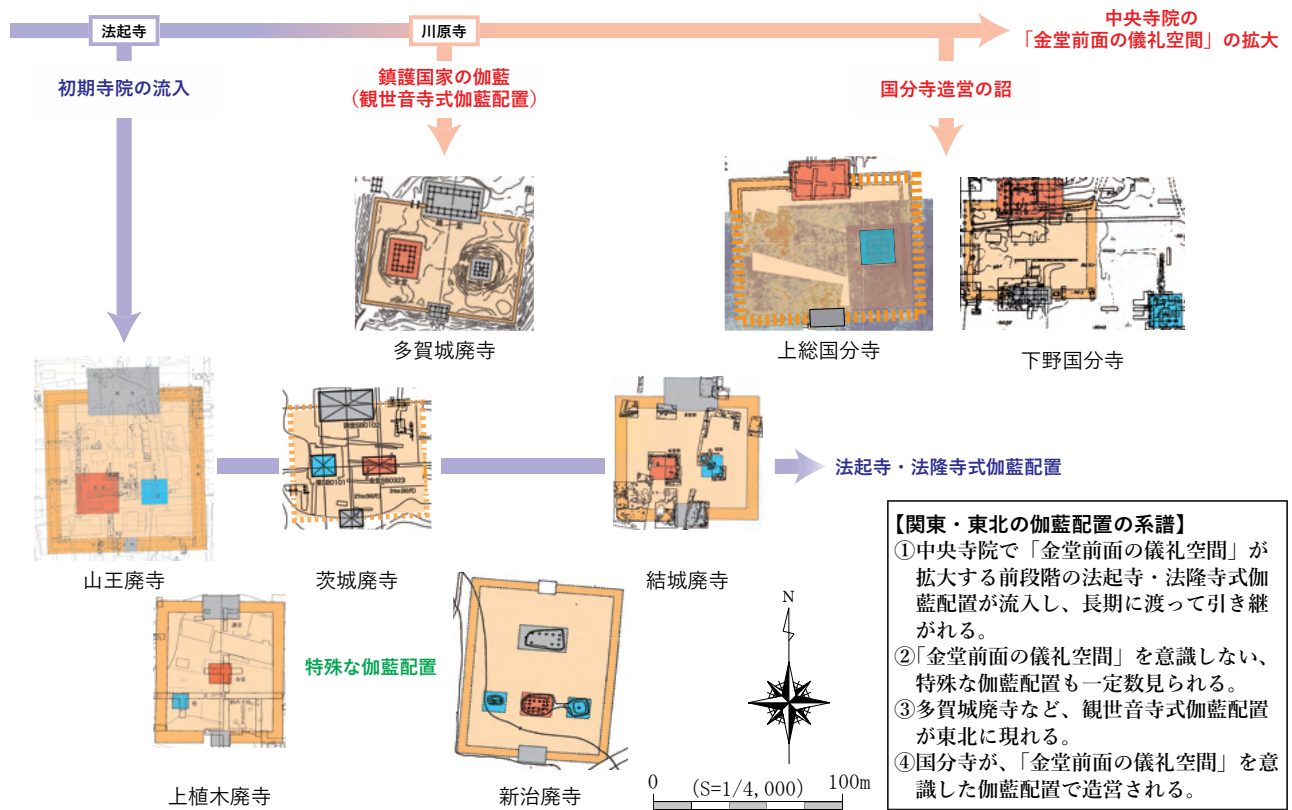 法起寺
川原寺
中央寺院の
「金堂前面の儀礼空間」の拡大
初期寺院の流入
鎮護国家の伽藍
（観世音寺式伽藍配置）
国分寺造営の詔
多賀城廃寺
上総国分寺
下野国分寺
山王廃寺
茨城廃寺
結城廃寺
法起寺・法隆寺式伽藍配置
上植木廃寺
特殊な伽藍配置
新治廃寺
N
0 (S=1/4,000) 100m
【関東・東北の伽藍配置の系譜】
①中央寺院で「金堂前面の儀礼空間」が
拡大する前段階の法起寺・法隆寺式伽
藍配置が流入し、長期に渡って引き継
がれる。
②「金堂前面の儀礼空間」を意識しない、
特殊な伽藍配置も一定数見られる。
③多賀城廃寺など、観世音寺式伽藍配置
が東北に現れる。
④国分寺が、「金堂前面の儀礼空間」を意
識した伽藍配置で造営される。